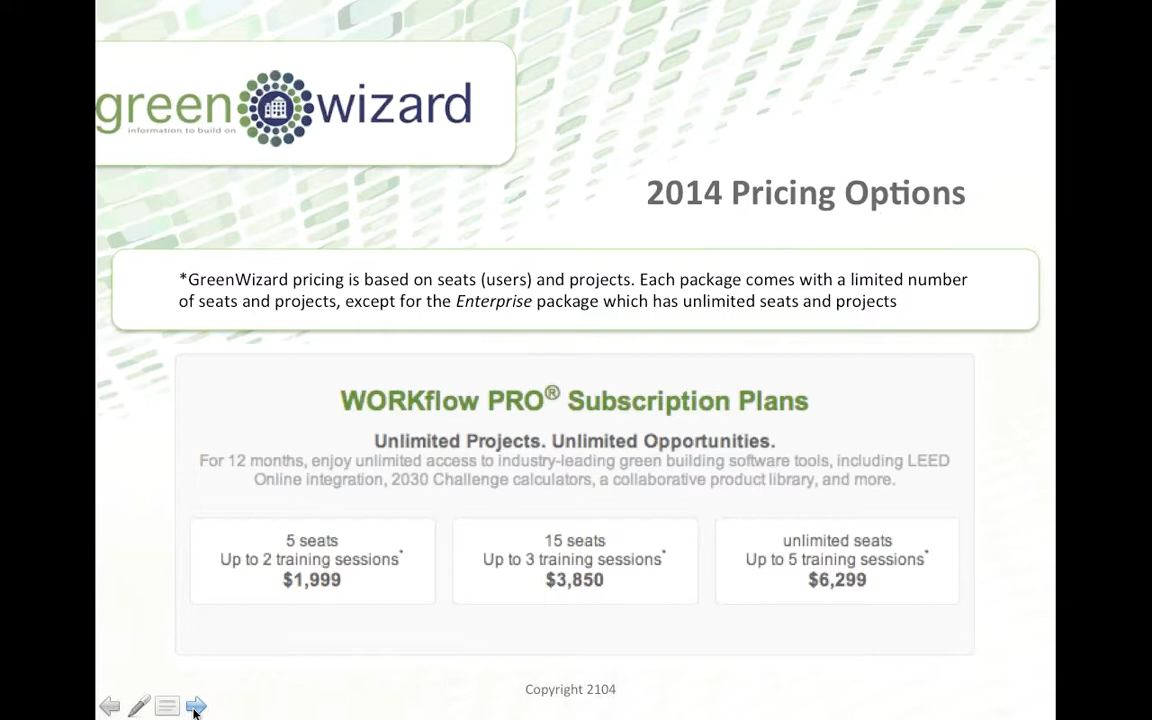 green wizard
information to build on
2014 Pricing Options
*GreenWizard pricing is based on seats (users) and projects. Each package comes with a limited number
of seats and projects, except for the Enterprise package which has unlimited seats and projects
WORKflow PRO® Subscription Plans
Unlimited Projects. Unlimited Opportunities.
For 12 months, enjoy unlimited access to industry-leading green building software tools, including LEED
Online integration, 2030 Challenge calculators, a collaborative product library, and more.
5 seats
Up to 2 training sessions*
$1,999
15 seats
Up to 3 training sessions*
$3,850
unlimited seats
Up to 5 training sessions*
$6,299
Copyright 2104